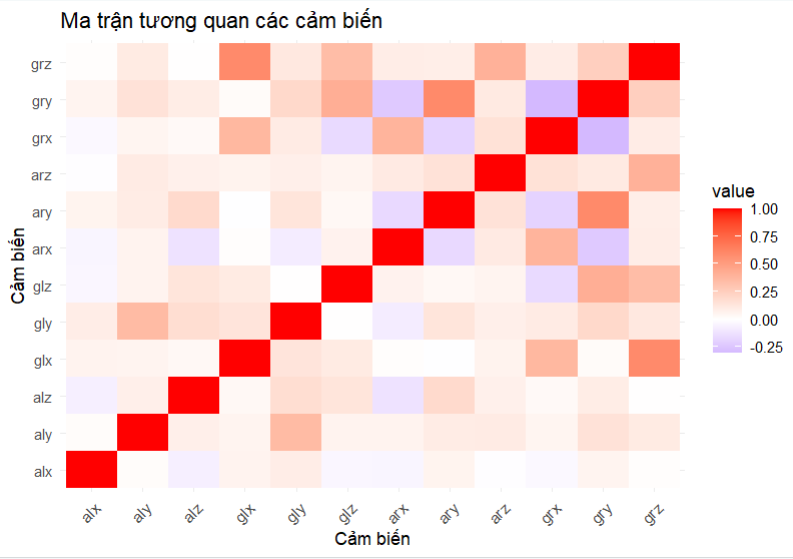 Ma trận tương quan các cảm biến
grz
gry
grx
arz
ary
arx
glz
gly
glx
alz
aly
alx
Cảm biến
alx aly alz glx gly glz arx ary arz grx gry grz
Cảm biến
value
1.00
0.75
0.50
0.25
0.00
-0.25